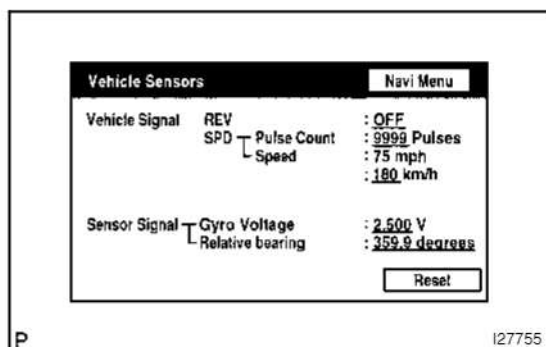 Vehicle Sensors Navi Menu
Vehicle Signal REV : OFF
SPD Pulse Count : 9999 Pulses
Speed : 75 mph
: 180 km/h
Sensor Signal Gyro Voltage : 2.500 V
Relative bearing : 359.9 degrees
Reset
P I27755